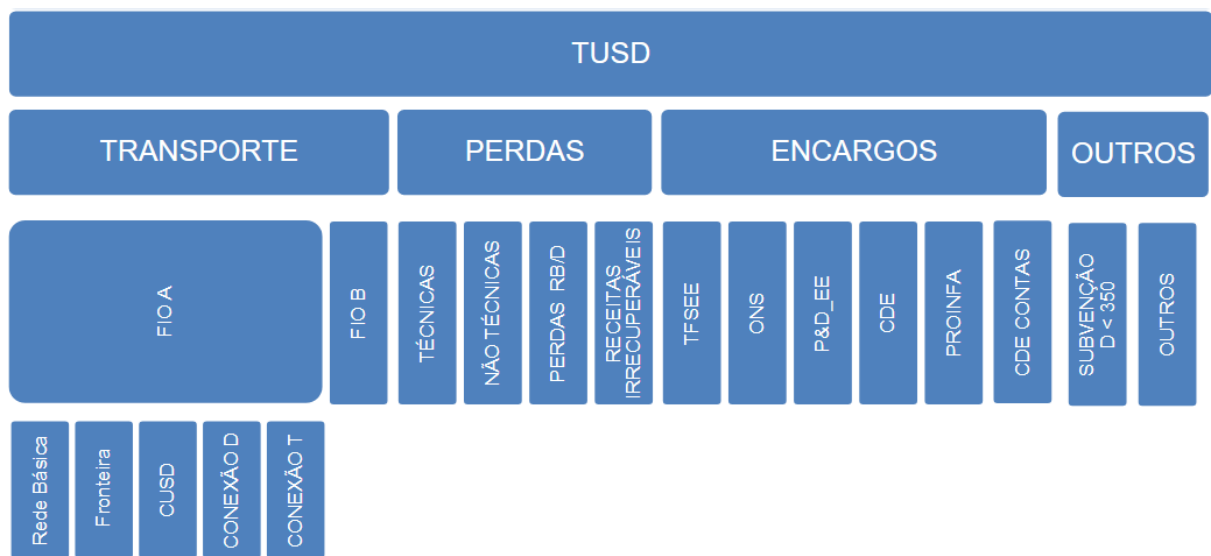 TUSD
TRANSPORTE
PERDAS
ENCARGOS
OUTROS
FIO A
FIO B
TÉCNICAS
NÃO TÉCNICAS
PERDAS RB/D
RECEITAS
IRRECUPERÁVEIS
TFSEE
ONS
P&D_EE
CDE
PROINFA
CDE CONTAS
SUBVENÇÃO
D < 350
OUTROS
Rede Básica
Fronteira
CUSD
CONEXÃO D
CONEXÃO T